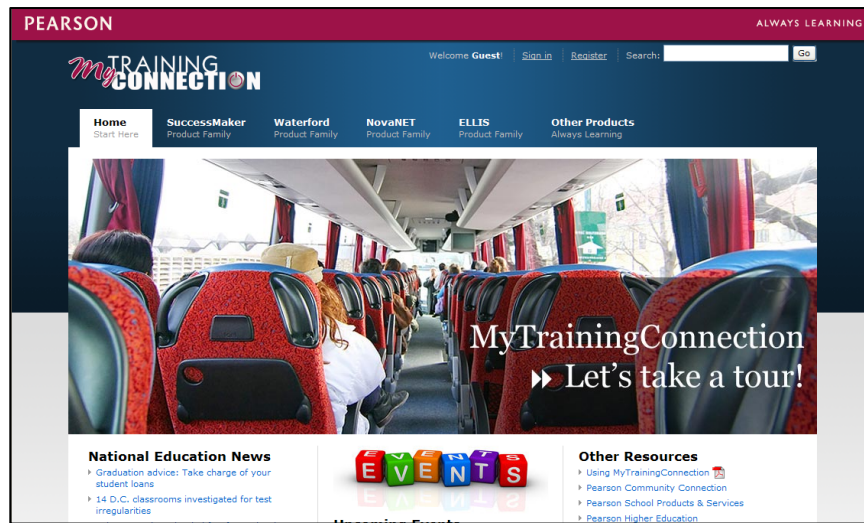 PEARSON
ALWAYS LEARNING
Welcome Guest! Sign in Register Search: Go
My TRAINING
CONNECTION
Home SuccessMaker Waterford NovaNET ELLIS Other Products
Start Here Product Family Product Family Product Family Product Family Always Learning
MyTrainingConnection
Let's take a tour!
National Education News
Graduation advice: Take charge of your
student loans
14 D.C. classrooms investigated for test
irregularities
EVENTS
Upcoming Events
Other Resources
Using MyTrainingConnection
Pearson Community Connection
Pearson School Products & Services
Pearson Higher Education